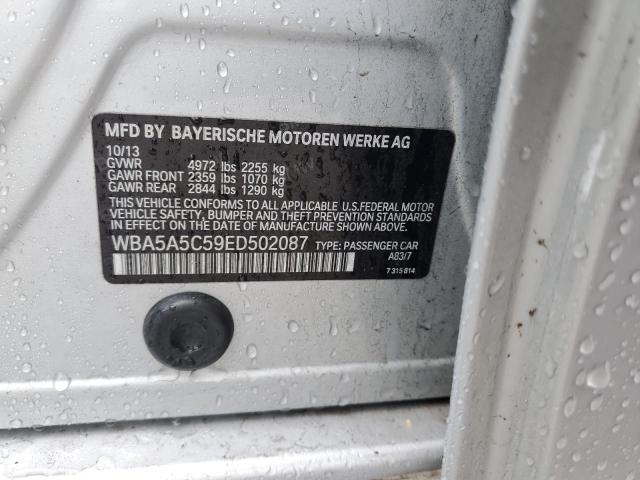 MFD BY BAYERISCHE MOTOREN WERKE AG
10/13
GVWR 4972 lbs 2255 kg
GAWR FRONT 2359 lbs 1070 kg
GAWR REAR 2844 lbs 1290 kg
THIS VEHICLE CONFORMS TO ALL APPLICABLE U.S.FEDERAL MOTOR
VEHICLE SAFETY, BUMPER AND THEFT PREVENTION STANDARDS
IN EFFECT ON THE DATE OF MANUFACTURE SHOWN ABOVE.
WBA5A5C59ED502087 TYPE: PASSENGER CAR
A83/7
7 315 814